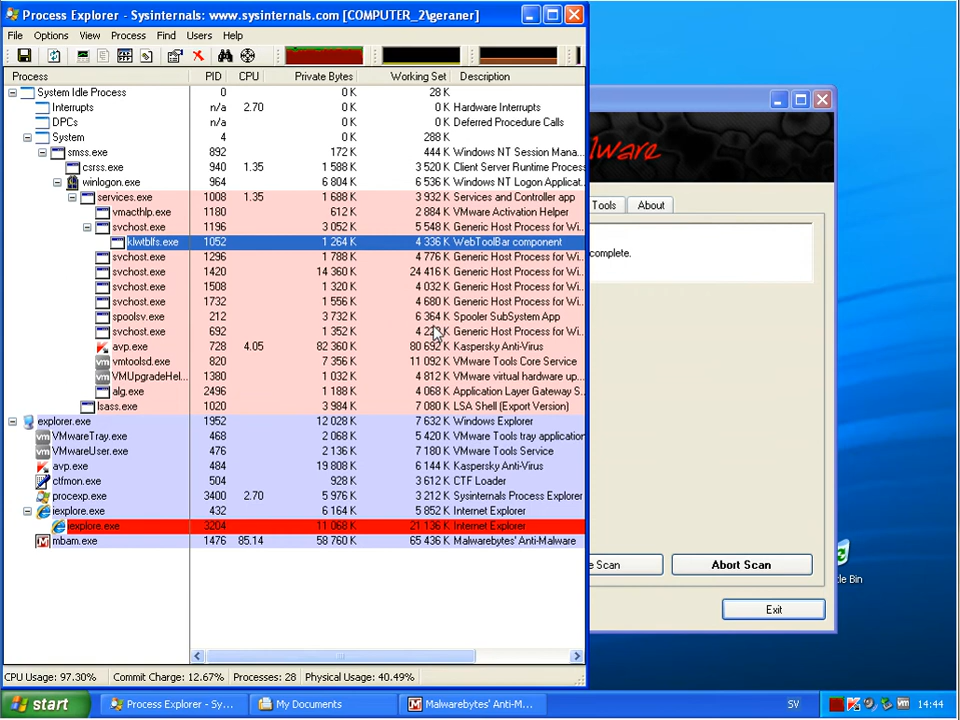 Process Explorer - Sysinternals: www.sysinternals.com [COMPUTER_2\geraner]
File Options View Process Find Users Help
Process PID CPU Private Bytes Working Set Description
System Idle Process 0 0 K 28 K
Interrupts n/a 2.70 0 K 0 K Hardware Interrupts
DPCs n/a 0 K 0 K Deferred Procedure Calls
System 4 0 K 288 K
smss.exe 892 172 K 444 K Windows NT Session Mana...
csrss.exe 940 1.35 1 588 K 3 520 K Client Server Runtime Process
winlogon.exe 964 6 804 K 6 536 K Windows NT Logon Applicat...
services.exe 1008 1.35 1 688 K 3 932 K Services and Controller app
vmacthlp.exe 1180 612 K 2 884 K VMware Activation Helper
svchost.exe 1196 3 052 K 5 548 K Generic Host Process for Wi...
klwtblfs.exe 1052 1 264 K 4 336 K WebToolBar component
svchost.exe 1296 1 788 K 4 776 K Generic Host Process for Wi...
svchost.exe 1420 14 360 K 24 416 K Generic Host Process for Wi...
svchost.exe 1508 1 320 K 4 032 K Generic Host Process for Wi...
svchost.exe 1732 1 556 K 4 680 K Generic Host Process for Wi...
spoolsv.exe 212 3 732 K 6 364 K Spooler SubSystem App
svchost.exe 692 1 352 K K Generic Host Process for Wi...
avp.exe 728 4.05 82 360 K 80 692 K Kaspersky Anti-Virus
vmtoolsd.exe 820 7 356 K 11 092 K VMware Tools Core Service
VMUpgradeHel... 1380 1 032 K 4 812 K VMware virtual hardware up...
alg.exe 2496 1 188 K 4 068 K Application Layer Gateway S...
lsass.exe 1020 3 984 K 7 080 K LSA Shell (Export Version)
explorer.exe 1952 12 028 K 7 632 K Windows Explorer
VMwareTray.exe 468 2 068 K 5 420 K VMware Tools tray application
VMwareUser.exe 476 2 136 K 7 180 K VMware Tools Service
avp.exe 484 19 808 K 6 144 K Kaspersky Anti-Virus
ctfmon.exe 504 928 K 3 612 K CTF Loader
procexp.exe 3400 2.70 5 976 K 3 212 K Sysinternals Process Explorer
iexplore.exe 432 6 164 K 5 852 K Internet Explorer
iexplore.exe 3204 11 068 K 21 136 K Internet Explorer
mbam.exe 1476 85.14 58 760 K 65 436 K Malwarebytes' Anti-Malware
CPU Usage: 97.30% Commit Charge: 12.67% Processes: 28 Physical Usage: 40.49%
lware
Tools About
complete.
e Scan Abort Scan
Exit
cle Bin
start Process Explorer - Sy... My Documents Malwarebytes' Anti-M... SV 14:44